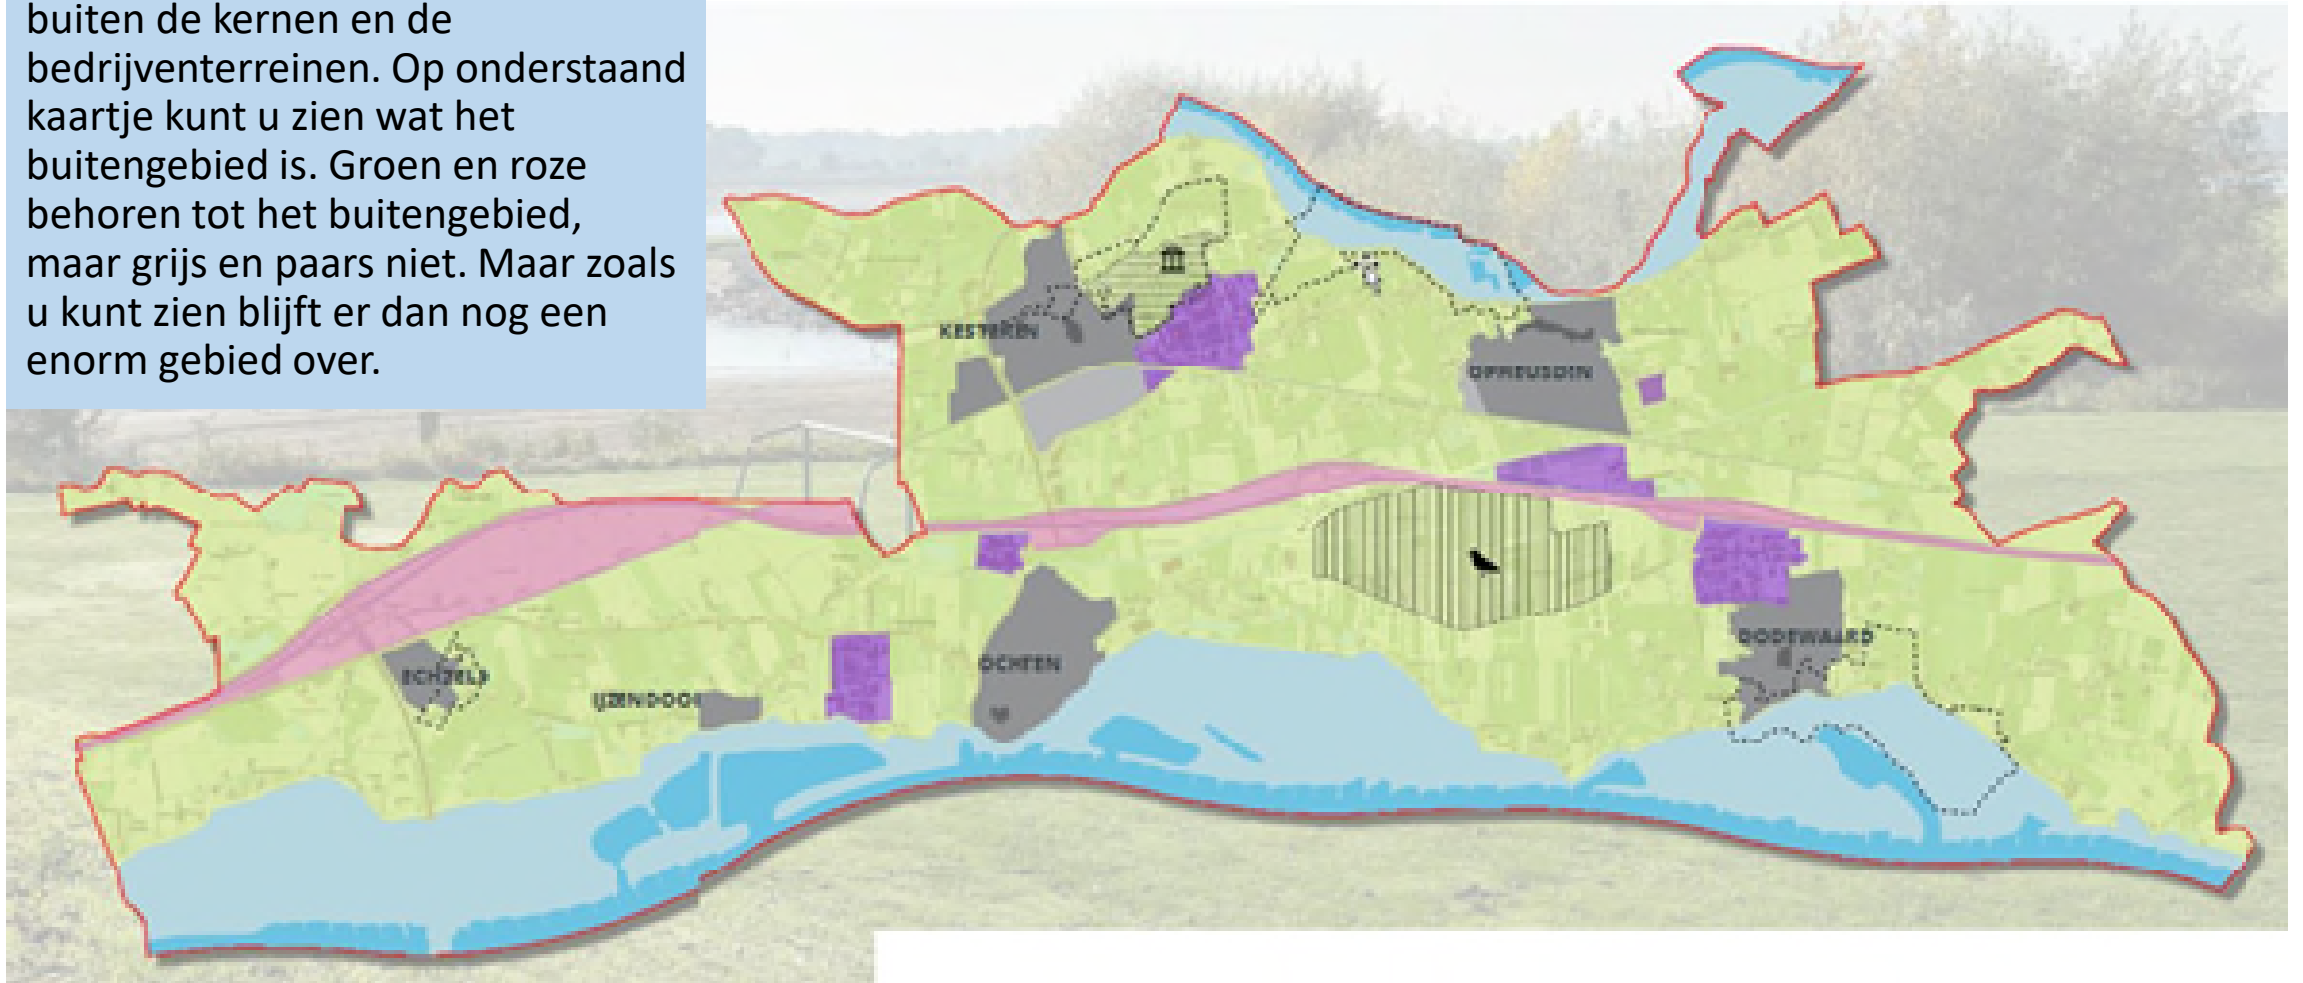 buiten de kernen en de
bedrijventerreinen. Op onderstaand
kaartje kunt u zien wat het
buitengebied is. Groen en roze
behoren tot het buitengebied,
maar grijs en paars niet. Maar zoals
u kunt zien blijft er dan nog een
enorm gebied over.
KESTEREN
OPHEUSDEN
ECHTELD
IJZENDOOR
OCHTEN
DODEWAARD